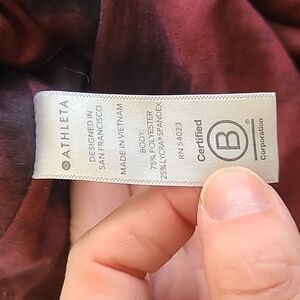 ATHLETA
DESIGNED IN
SAN FRANCISCO
MADE IN VIETNAM
BODY:
75% POLYESTER
25% LYCRA® SPANDEX
RN 54023
Certified
B
Corporation